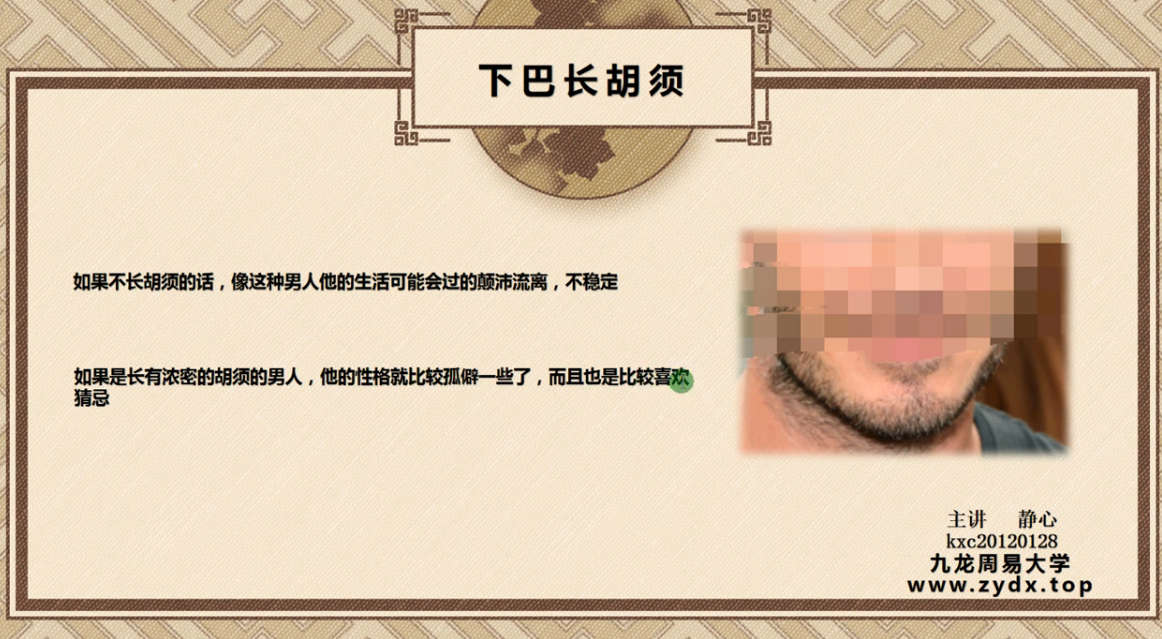 下巴长胡须
如果不长胡须的话，像这种男人他的生活可能会过的颠沛流离，不稳定
如果是长有浓密的胡须的男人，他的性格就比较孤僻一些了，而且也是比较喜欢
猜忌
主讲 静心
kxc20120128
九龙周易大学
www.zydx.top